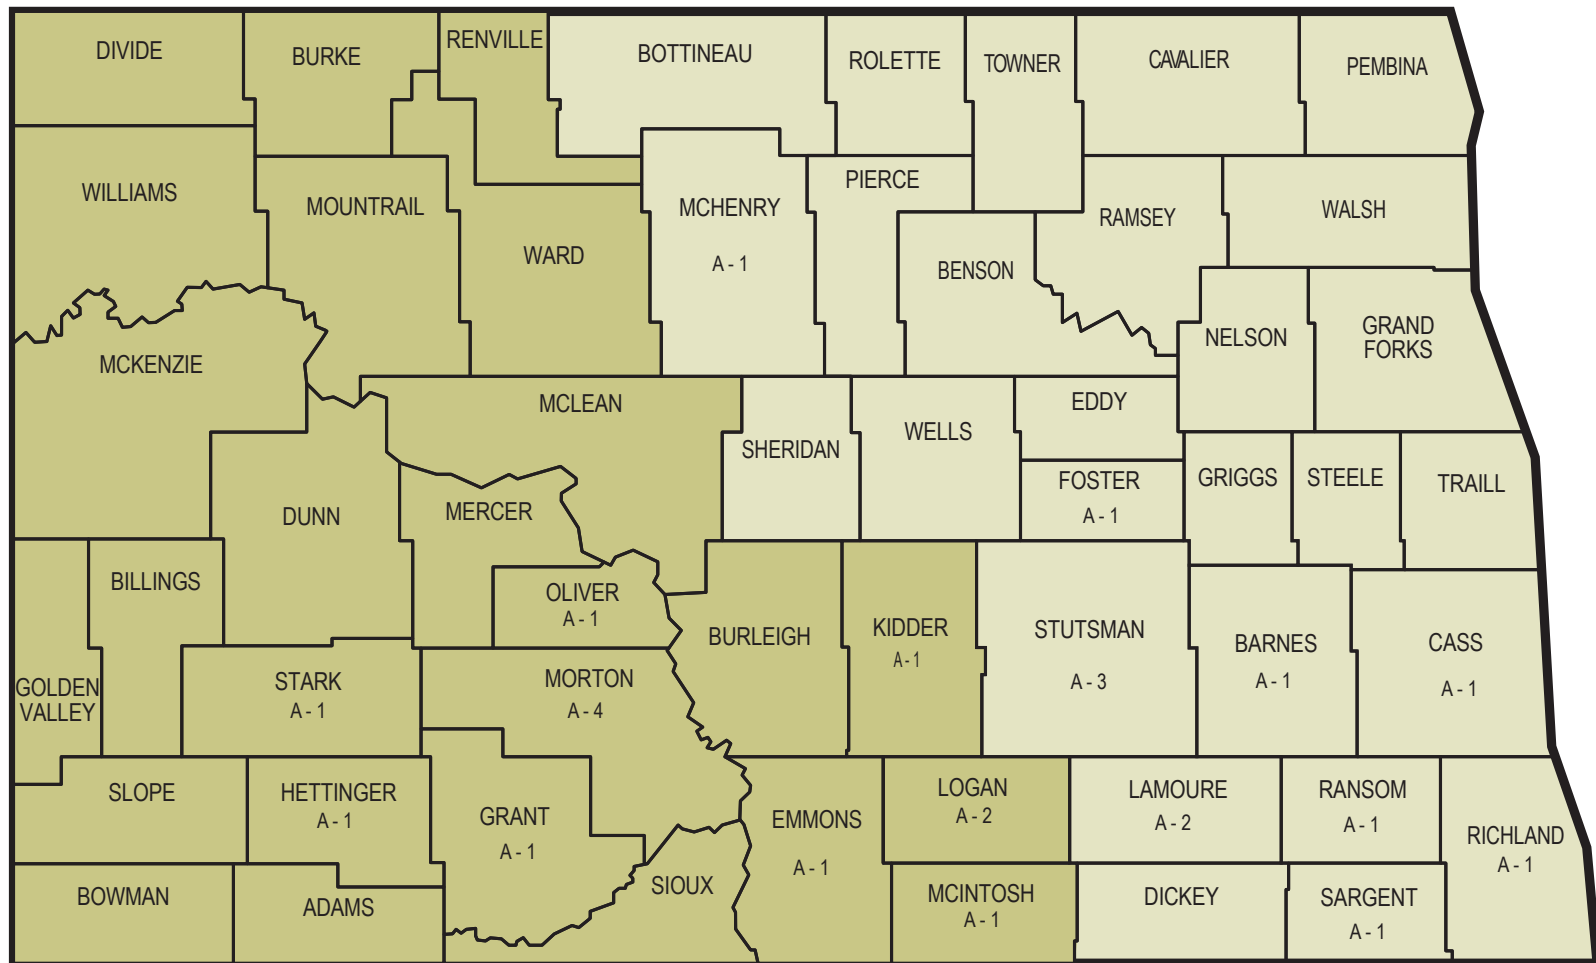 DIVIDE
BURKE
RENVILLE
BOTTINEAU
ROLETTE
TOWNER
CAVALIER
PEMBINA
WILLIAMS
MOUNTRAIL
WARD
MCHENRY
A - 1
PIERCE
BENSON
RAMSEY
WALSH
MCKENZIE
NELSON
GRAND
FORKS
MCLEAN
SHERIDAN
WELLS
EDDY
FOSTER
A - 1
GRIGGS
STEELE
TRAILL
DUNN
MERCER
OLIVER
A - 1
BILLINGS
GOLDEN
VALLEY
STARK
A - 1
MORTON
A - 4
BURLEIGH
KIDDER
A - 1
STUTSMAN
A - 3
BARNES
A - 1
CASS
A - 1
SLOPE
HETTINGER
A - 1
GRANT
A - 1
EMMONS
A - 1
LOGAN
A - 2
LAMOURE
A - 2
RANSOM
A - 1
RICHLAND
A - 1
BOWMAN
ADAMS
SIOUX
MCINTOSH
A - 1
DICKEY
SARGENT
A - 1